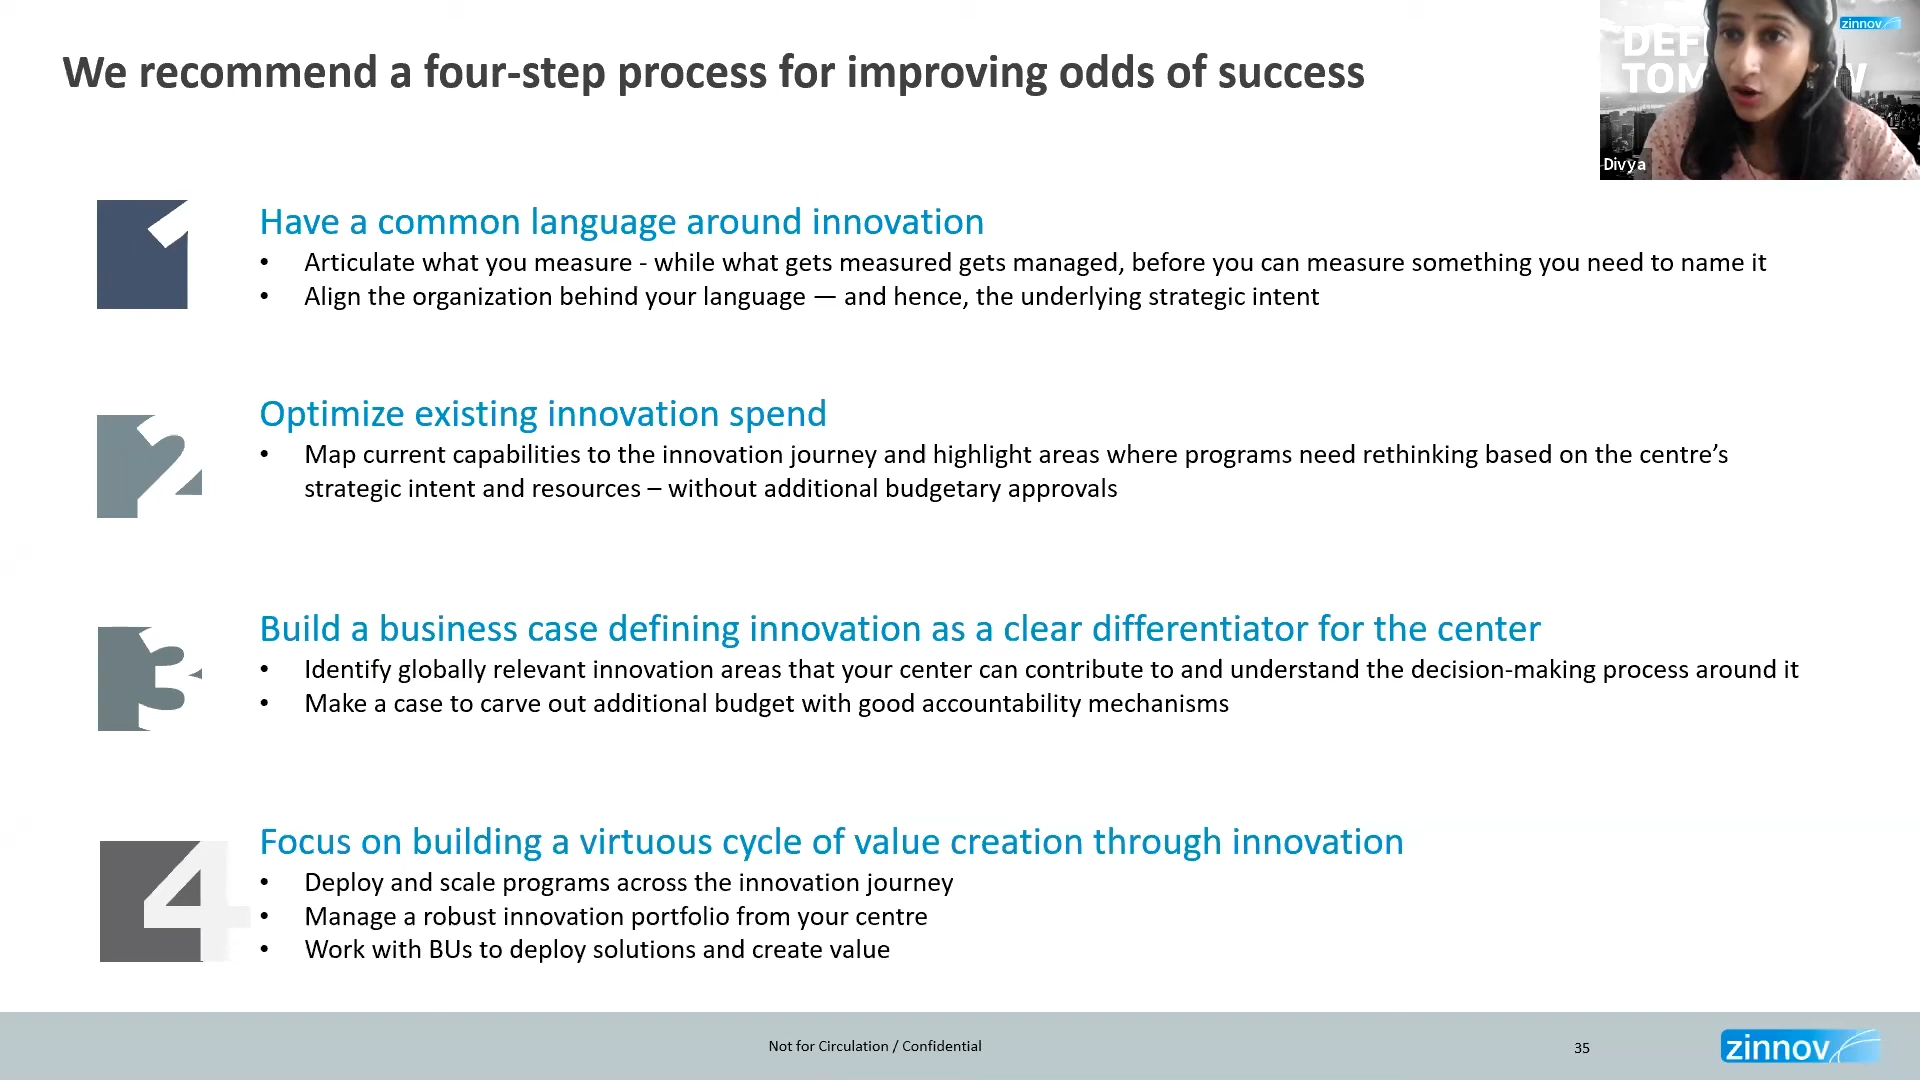 We recommend a four-step process for improving odds of success
zinnov
DEF
TOM W
Divya
1
Have a common language around innovation
• Articulate what you measure - while what gets measured gets managed, before you can measure something you need to name it
• Align the organization behind your language — and hence, the underlying strategic intent
2
Optimize existing innovation spend
• Map current capabilities to the innovation journey and highlight areas where programs need rethinking based on the centre’s
strategic intent and resources – without additional budgetary approvals
3
Build a business case defining innovation as a clear differentiator for the center
• Identify globally relevant innovation areas that your center can contribute to and understand the decision-making process around it
• Make a case to carve out additional budget with good accountability mechanisms
4
Focus on building a virtuous cycle of value creation through innovation
• Deploy and scale programs across the innovation journey
• Manage a robust innovation portfolio from your centre
• Work with BUs to deploy solutions and create value
Not for Circulation / Confidential
35
zinnov